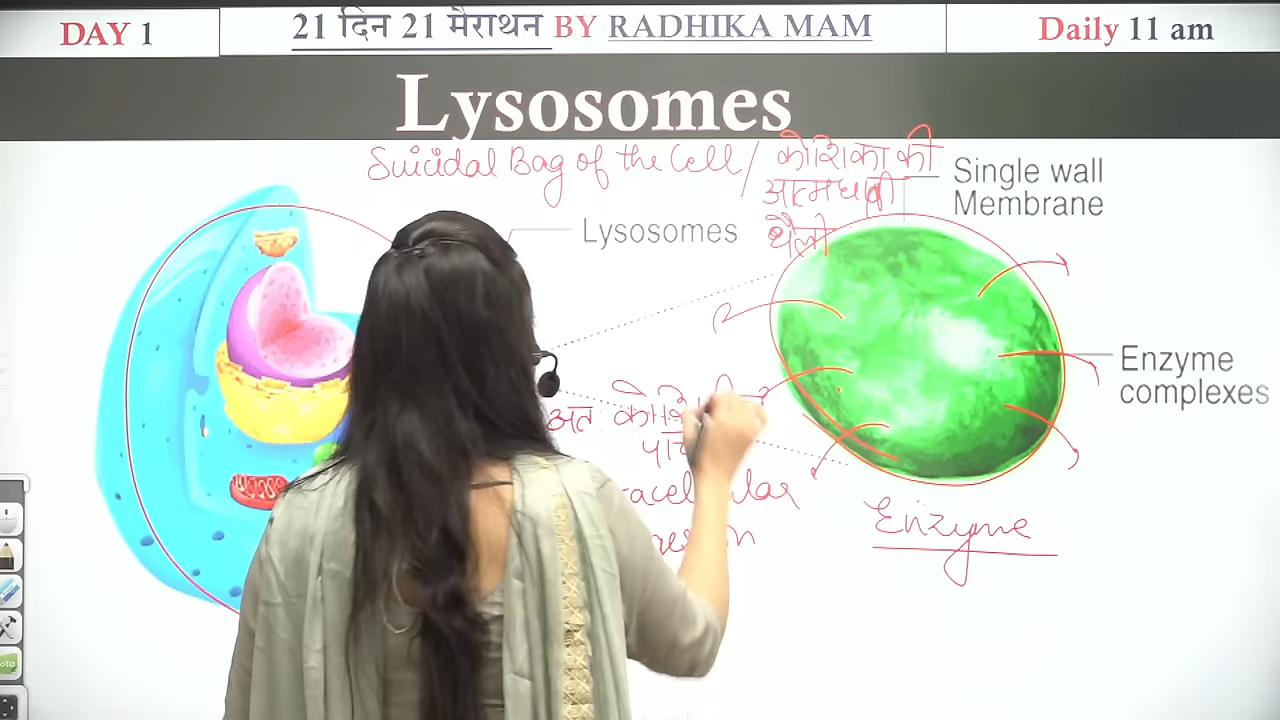 DAY 1
21 दिन 21 मैराथन BY RADHIKA MAM
Daily 11 am
Lysosomes
Suicidal Bag of the Cell / कोशिका की
आत्मघाती
थैली
Single wall
Membrane
Lysosomes
Enzyme
complexes
अतः
Enzyme